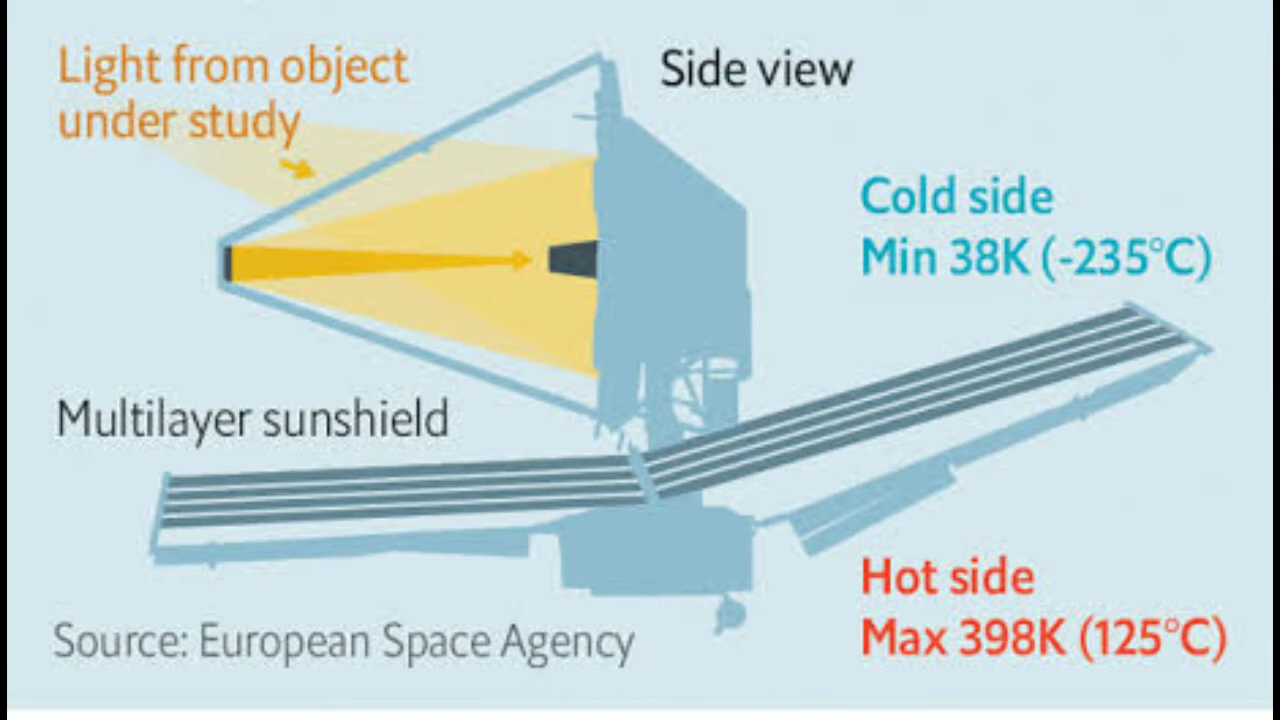 Light from object
under study
Side view
Cold side
Min 38K (-235°C)
Multilayer sunshield
Hot side
Max 398K (125°C)
Source: European Space Agency